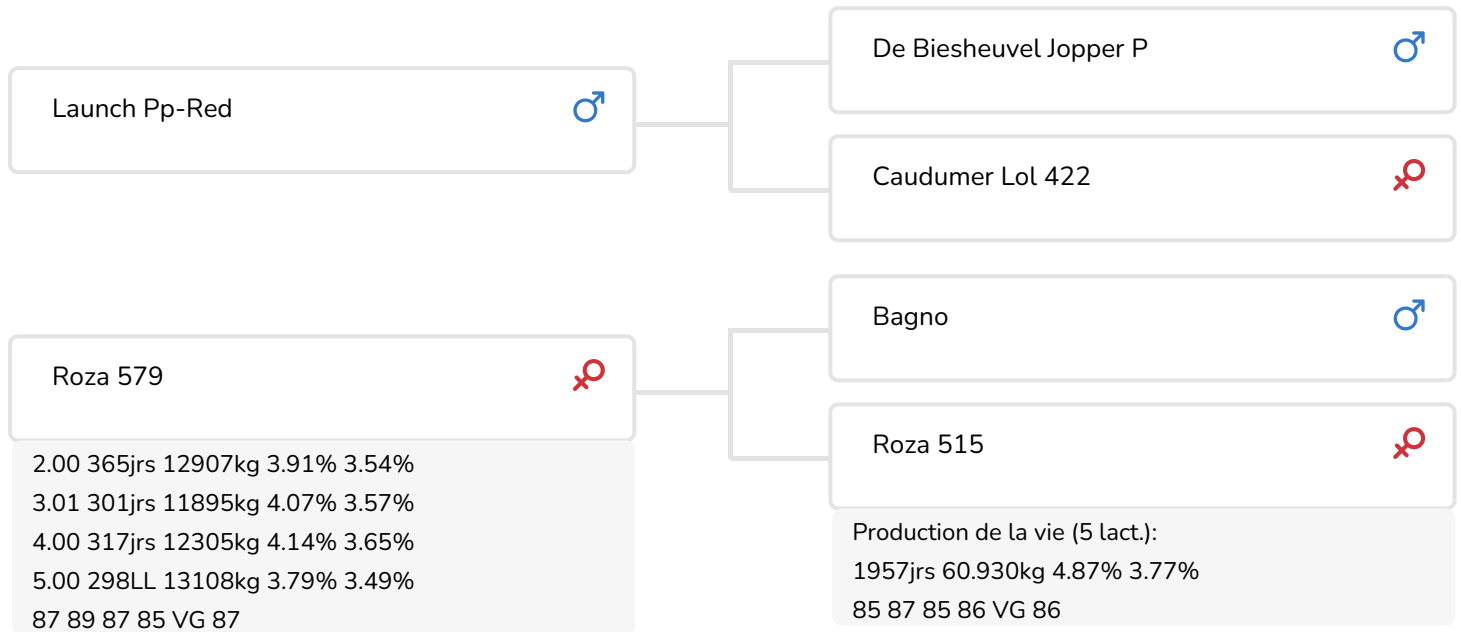 Launch Pp-Red
De Biesheuvel Jopper P
Caudumer Lol 422
Roza 579
2.00 365jrs 12907kg 3.91% 3.54%
3.01 301jrs 11895kg 4.07% 3.57%
4.00 317jrs 12305kg 4.14% 3.65%
5.00 298LL 13108kg 3.79% 3.49%
87 89 87 85 VG 87
Bagno
Roza 515
Production de la vie (5 lact.):
1957jrs 60.930kg 4.87% 3.77%
85 87 85 86 VG 86